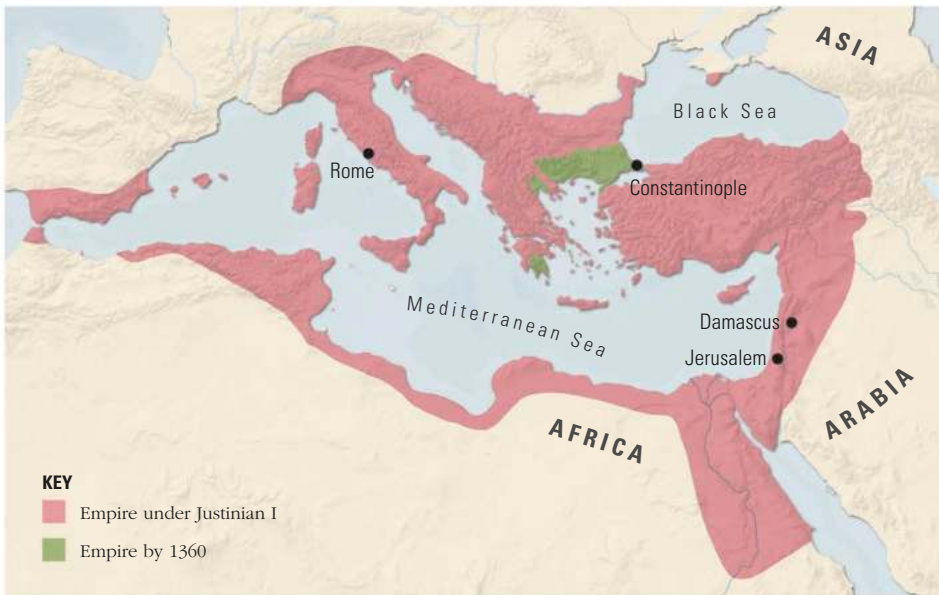 ASIA
Black Sea
Rome
Constantinople
Mediterranean Sea
Damascus
Jerusalem
ARABIA
AFRICA
KEY
Empire under Justinian I
Empire by 1360